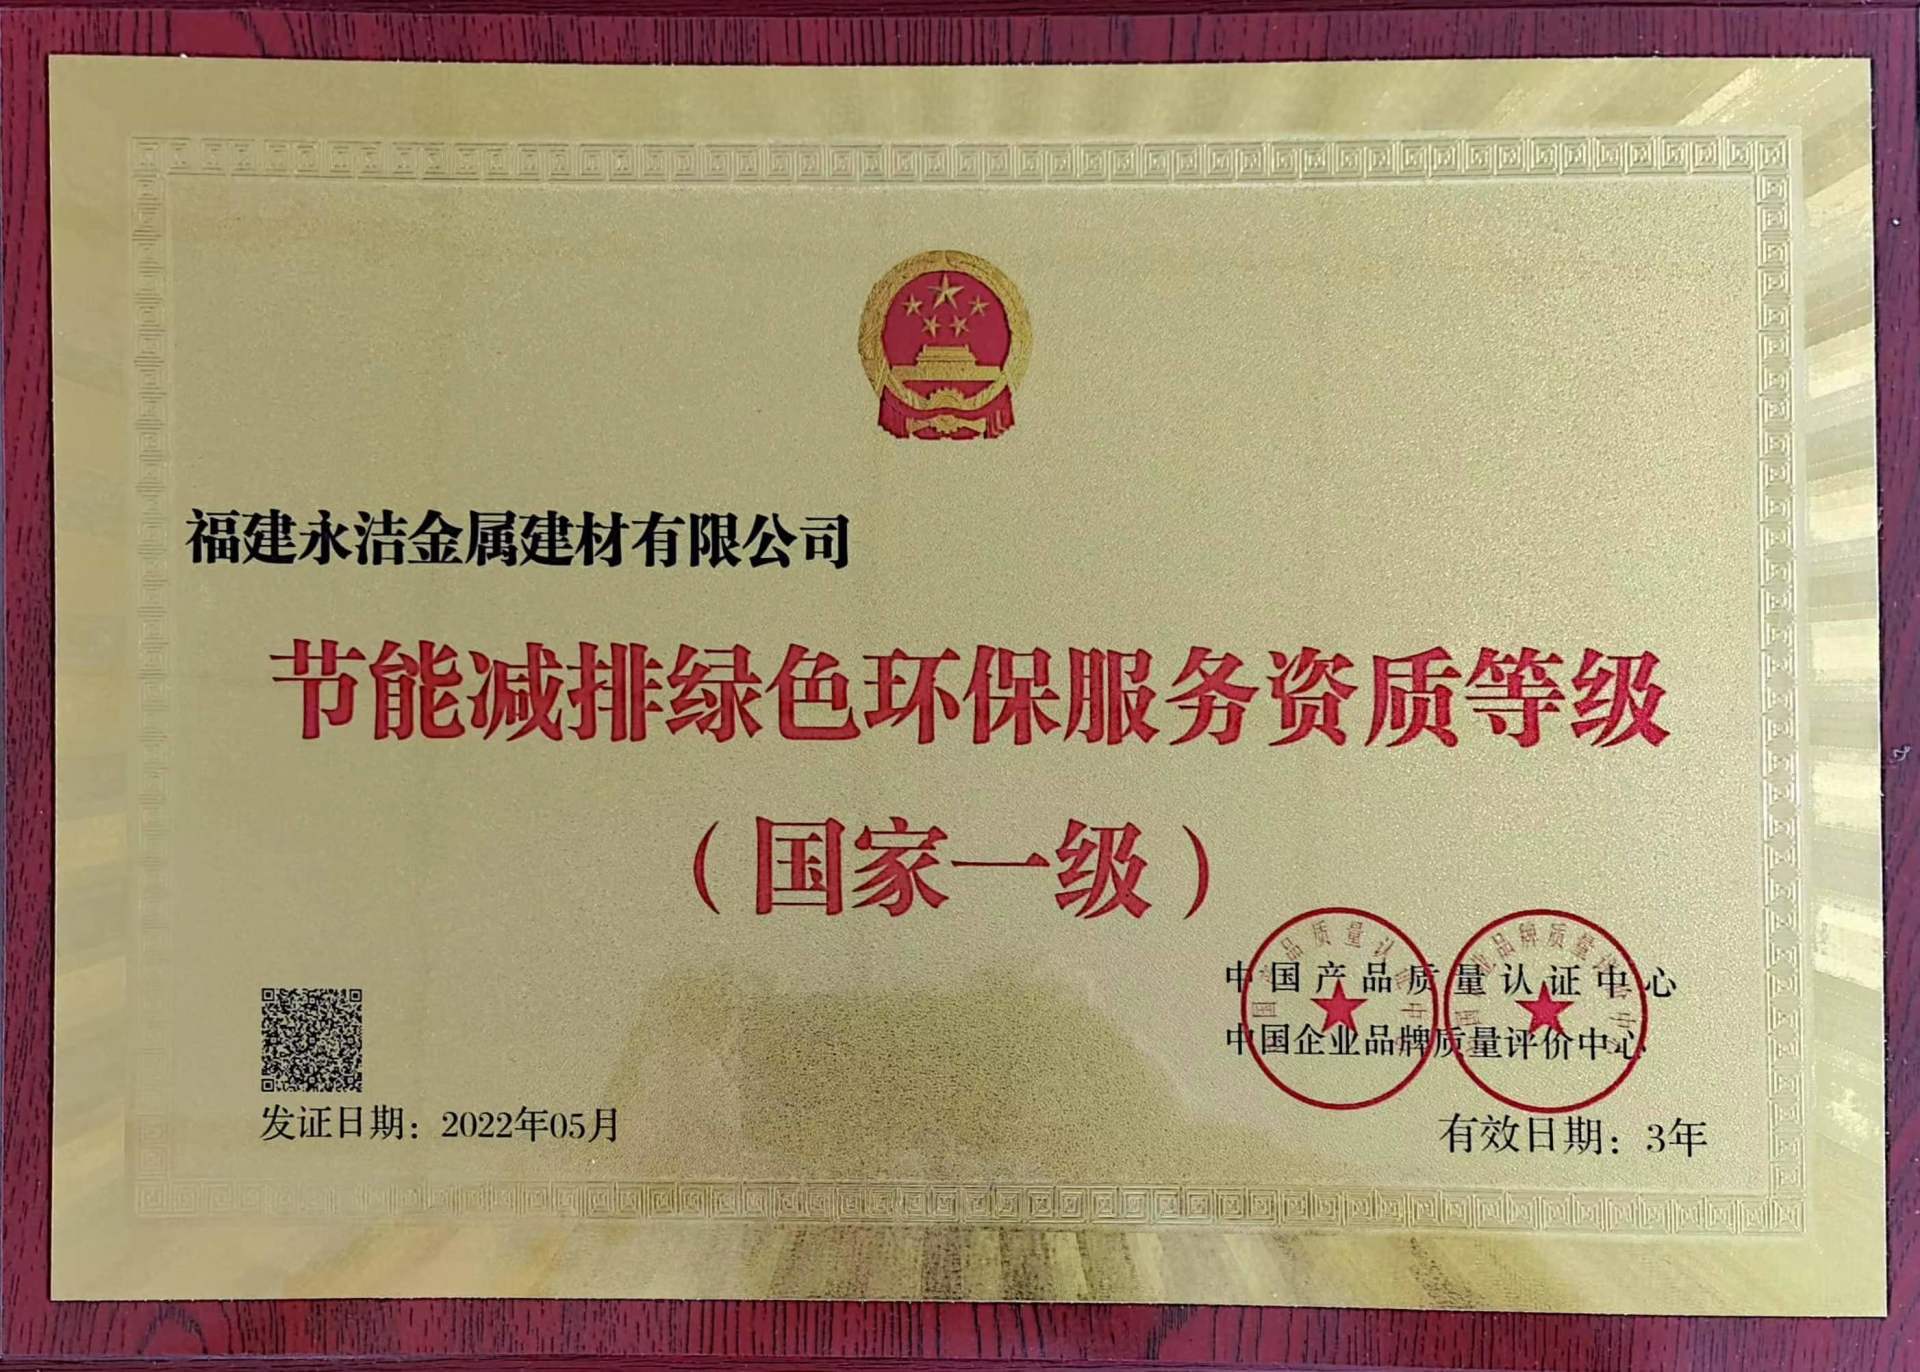 福建永洁金属建材有限公司
节能减排绿色环保服务资质等级
（国家一级）
中国产品质量认证中心
中国企业品牌质量评价中心
发证日期：2022年05月
有效日期：3年